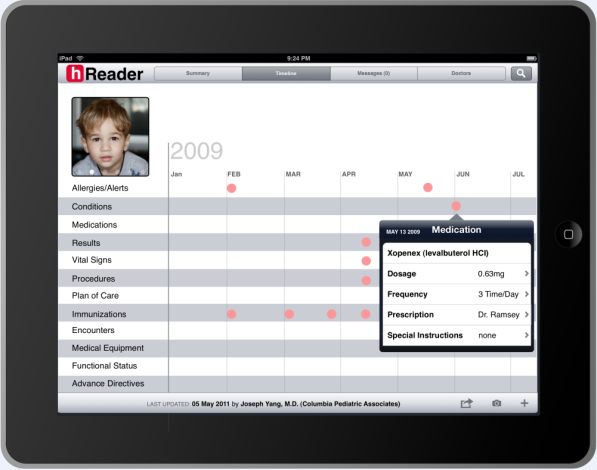 iPad 9:24 PM
hReader Summary Timeline Messages (0) Doctors
2009
Jan FEB MAR APR MAY JUN JUL
Allergies/Alerts
Conditions
Medications
Results
Vital Signs
Procedures
Plan of Care
Immunizations
Encounters
Medical Equipment
Functional Status
Advance Directives
MAY 13 2009 Medication
Xopenex (levalbuterol HCl)
Dosage 0.63mg
Frequency 3 Time/Day
Prescription Dr. Ramsey
Special Instructions none
LAST UPDATED: 05 May 2011 by Joseph Yang, M.D. (Columbia Pediatric Associates)